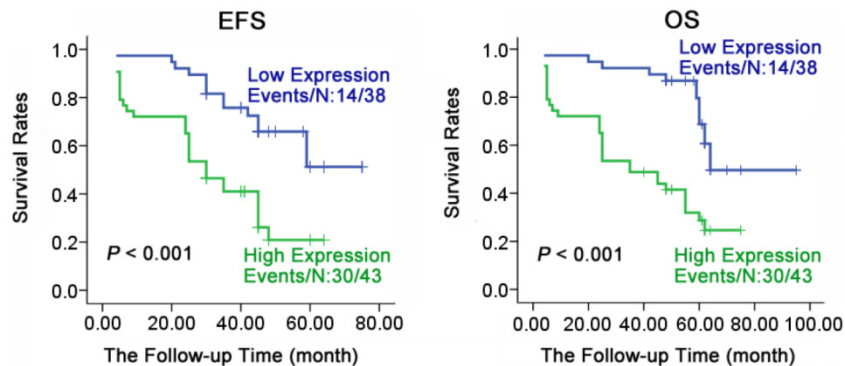 EFS
Survival Rates
1.0
0.8
0.6
0.4
0.2
0.0
Low Expression
Events/N:14/38
P < 0.001
High Expression
Events/N:30/43
0.00 20.00 40.00 60.00 80.00
The Follow-up Time (month)
OS
Survival Rates
1.0
0.8
0.6
0.4
0.2
0.0
Low Expression
Events/N:14/38
P < 0.001
High Expression
Events/N:30/43
0.00 20.00 40.00 60.00 80.00 100.00
The Follow-up Time (month)